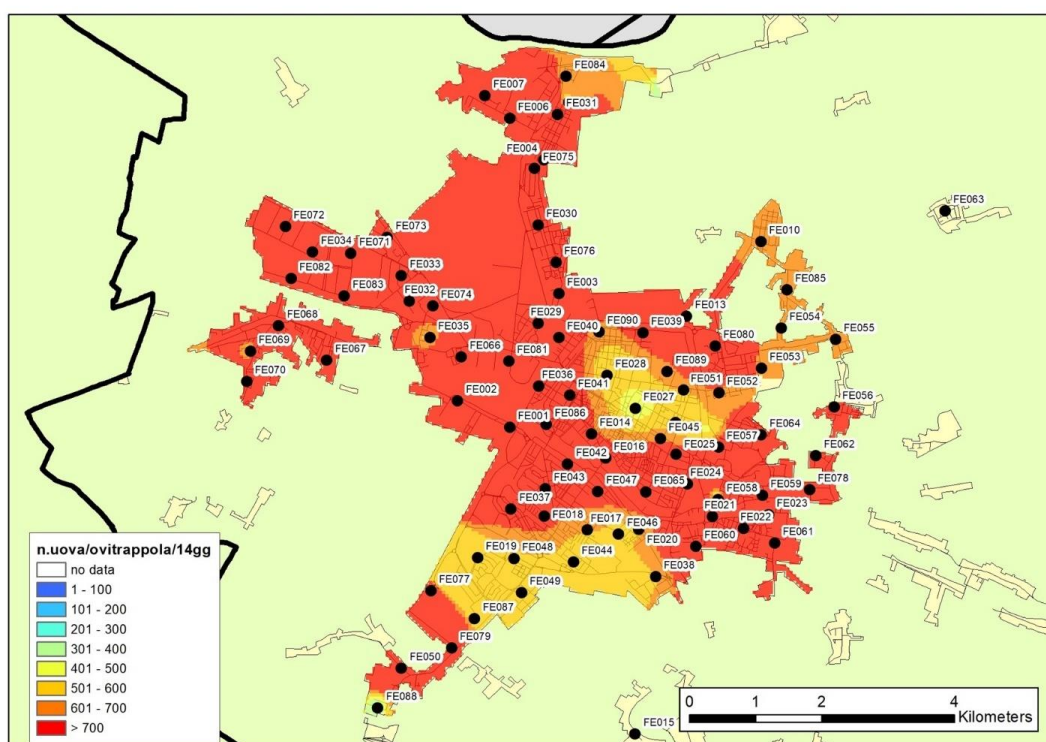 FE084
FE007
FE006
FE031
FE004
FE075
FE063
FE072
FE030
FE073
FE010
FE034
FE071
FE076
FE082
FE033
FE085
FE083
FE003
FE032
FE074
FE013
FE068
FE029
FE054
FE035
FE040
FE090
FE039
FE055
FE080
FE069
FE067
FE066
FE081
FE028
FE089
FE053
FE070
FE036
FE041
FE051
FE052
FE002
FE027
FE056
FE001
FE086
FE014
FE045
FE064
FE057
FE042
FE016
FE025
FE062
FE043
FE047
FE065
FE024
FE058
FE059
FE078
FE037
FE021
FE023
FE018
FE017
FE046
FE022
FE020
FE060
FE061
FE019
FE048
FE044
FE038
FE077
FE049
FE087
FE079
FE050
FE088
FE015
n.uova/ovitrappola/14gg
no data
1 - 100
101 - 200
201 - 300
301 - 400
401 - 500
501 - 600
601 - 700
> 700
0 1 2 4
Kilometers